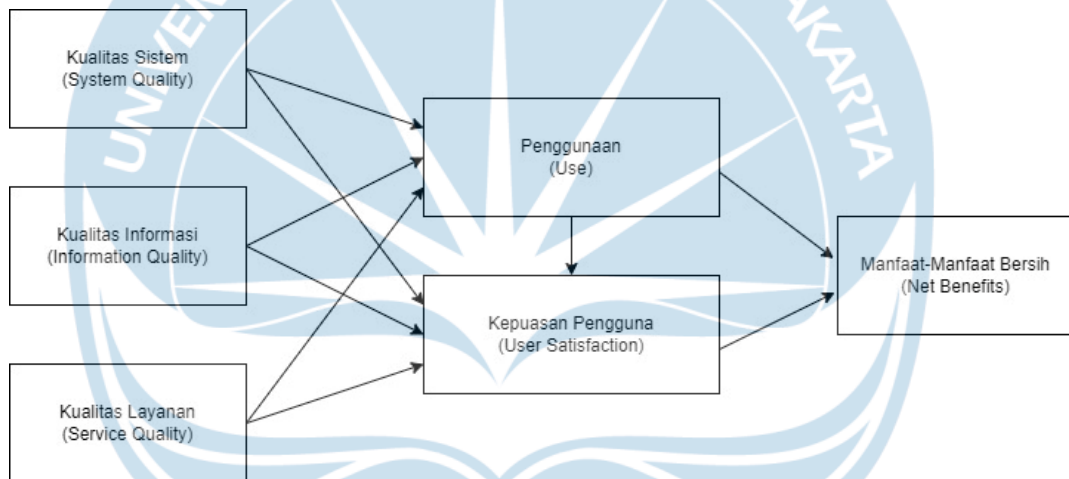 Kualitas Sistem
(System Quality)
Penggunaan
(Use)
Kualitas Informasi
(Information Quality)
Manfaat-Manfaat Bersih
(Net Benefits)
Kepuasan Pengguna
(User Satisfaction)
Kualitas Layanan
(Service Quality)